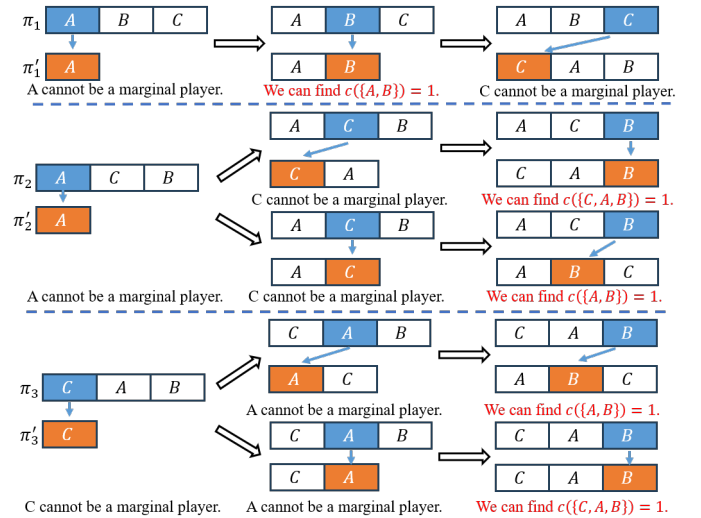 π₁ A B C A B C A B C
π′₁ A A B C A B
A cannot be a marginal player. We can find c({A, B}) = 1. C cannot be a marginal player.
A C B A C B
C A C A B
π₂ A C B C cannot be a marginal player. We can find c({C, A, B}) = 1.
π′₂ A A C B A C B
A C A B C
A cannot be a marginal player. C cannot be a marginal player. We can find c({A, B}) = 1.
C A B C A B
A C A B C
π₃ C A B A cannot be a marginal player. We can find c({A, B}) = 1.
π′₃ C C A B C A B
C A C A B
C cannot be a marginal player. A cannot be a marginal player. We can find c({C, A, B}) = 1.